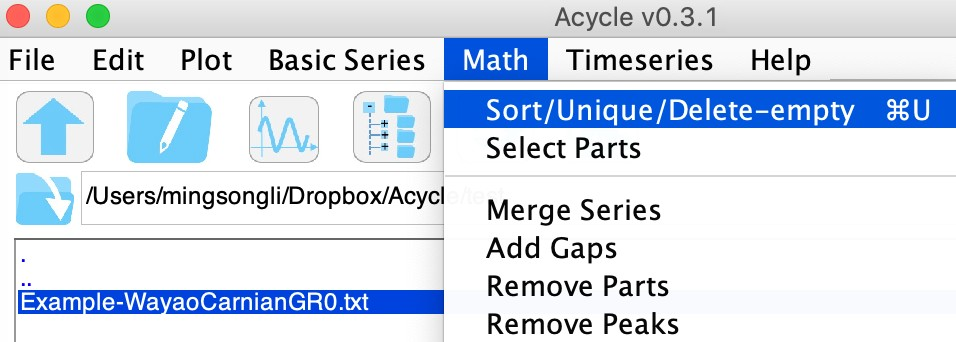 Acycle v0.3.1
File Edit Plot Basic Series Math Timeseries Help
Sort/Unique/Delete-empty ⌘U
Select Parts
/Users/mingsongli/Dropbox/Acycle/test
Merge Series
Add Gaps
.
..
Remove Parts
Example-WayaoCarnianGR0.txt
Remove Peaks